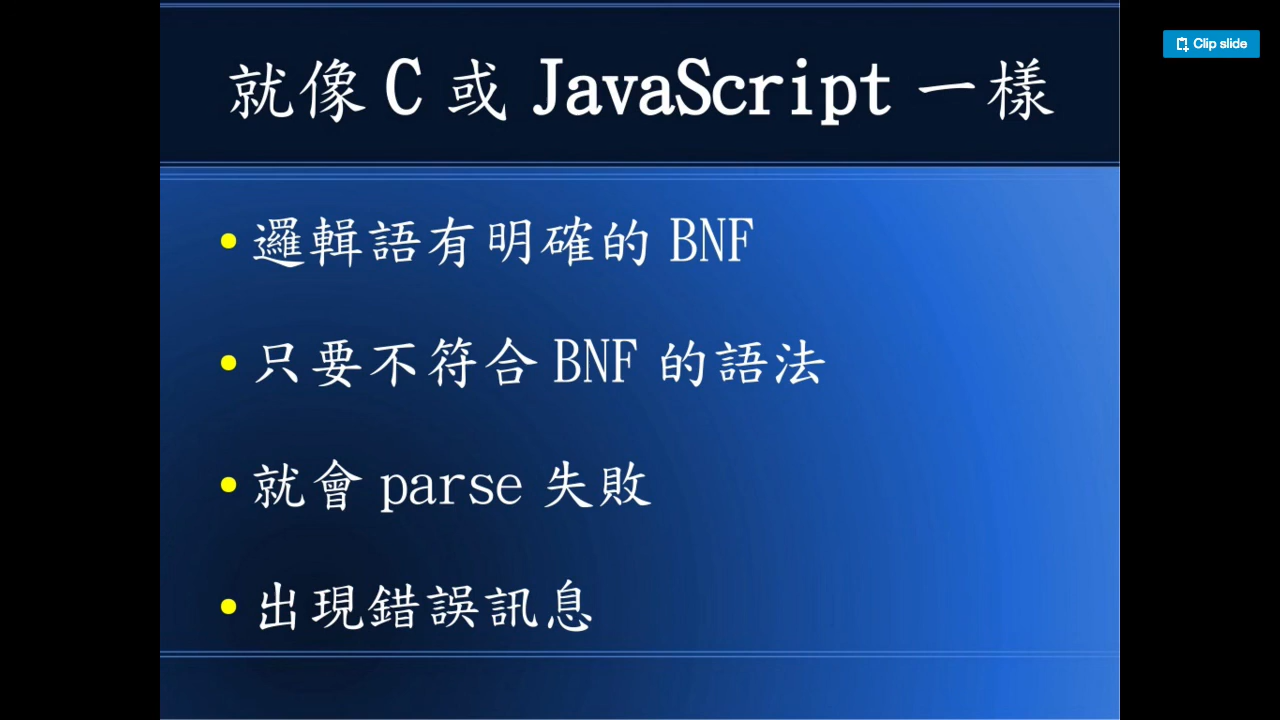 就像 C 或 JavaScript 一樣
Clip slide
• 邏輯語有明確的 BNF
• 只要不符合 BNF 的語法
• 就會 parse 失敗
• 出現錯誤訊息